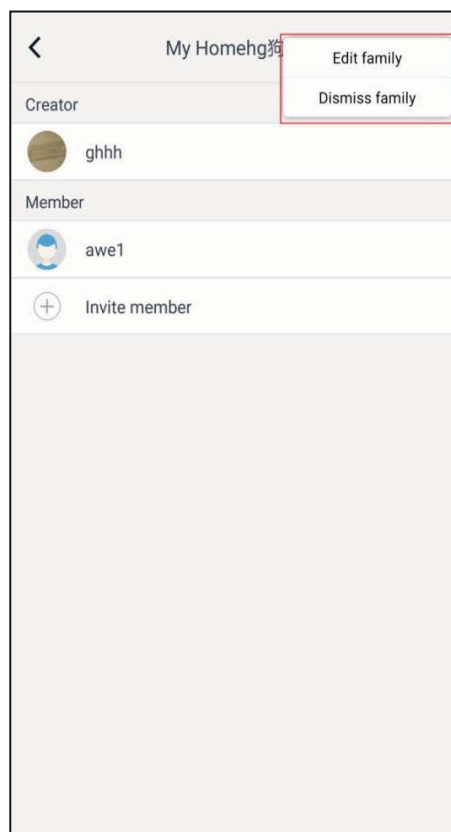 My Homehg狗
Edit family
Dismiss family
Creator
ghhh
Member
awe1
Invite member